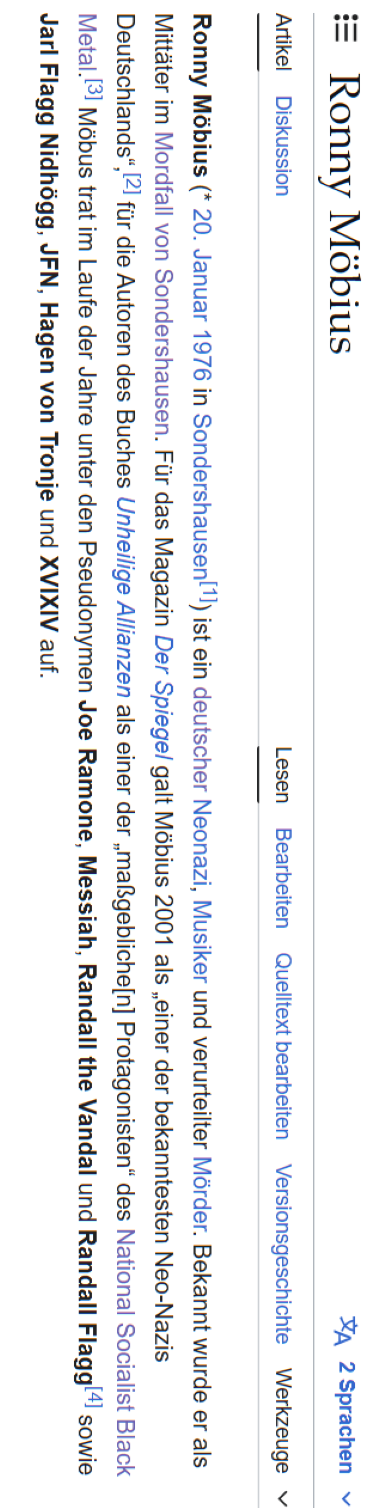 Ronny Möbius
2 Sprachen
Artikel Diskussion Lesen Bearbeiten Quelltext bearbeiten Versionsgeschichte Werkzeuge
Ronny Möbius (* 20. Januar 1976 in Sondershausen[1]) ist ein deutscher Neonazi, Musiker und verurteilter Mörder. Bekannt wurde er als
Mittäter im Mordfall von Sondershausen. Für das Magazin Der Spiegel galt Möbius 2001 als „einer der bekanntesten Neo-Nazis
Deutschlands“,[2] für die Autoren des Buches Unheilige Allianzen als einer der „maßgebliche[n] Protagonisten“ des National Socialist Black
Metal.[3] Möbus trat im Laufe der Jahre unter den Pseudonymen Joe Ramone, Messiah, Randall the Vandal und Randall Flagg[4] sowie
Jarl Flagg Nidhögg, JFN, Hagen von Tronje und XVIXIV auf.